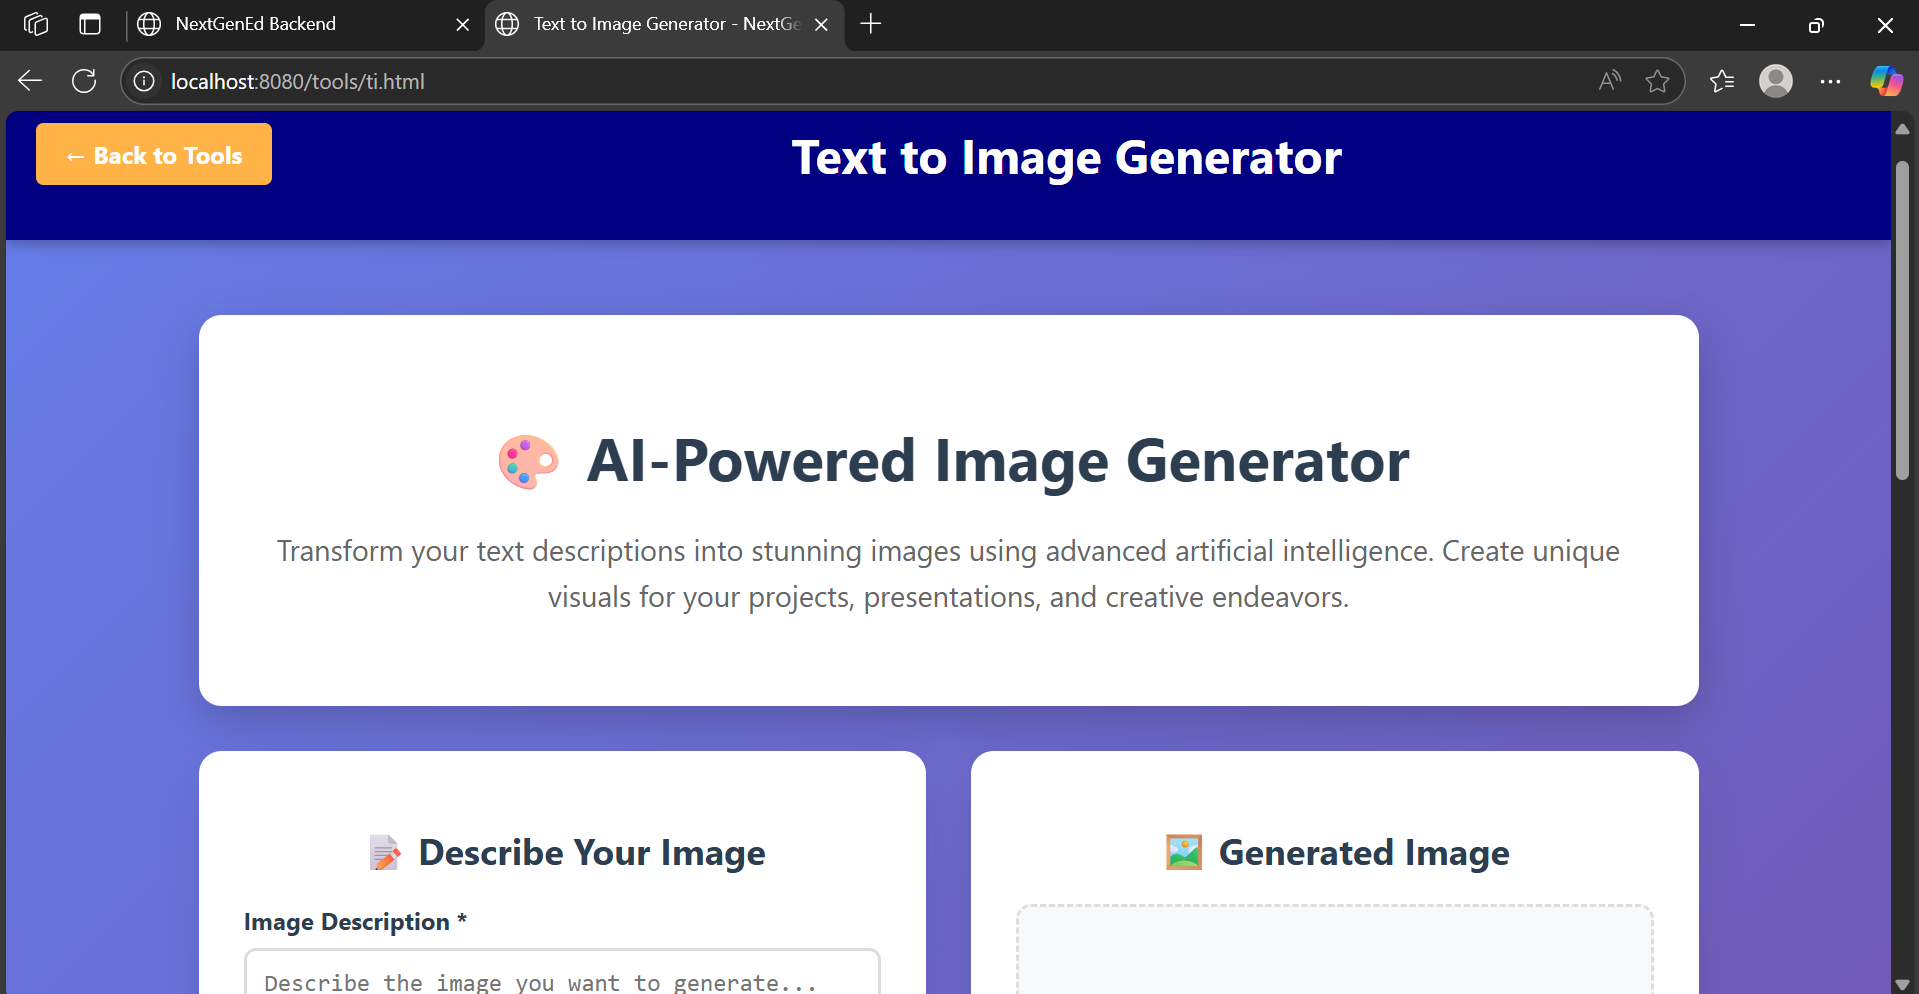 NextGenEd Backend
Text to Image Generator - NextGe
localhost:8080/tools/ti.html
← Back to Tools
Text to Image Generator
AI-Powered Image Generator
Transform your text descriptions into stunning images using advanced artificial intelligence. Create unique
visuals for your projects, presentations, and creative endeavors.
Describe Your Image
Generated Image
Image Description *
Describe the image you want to generate...